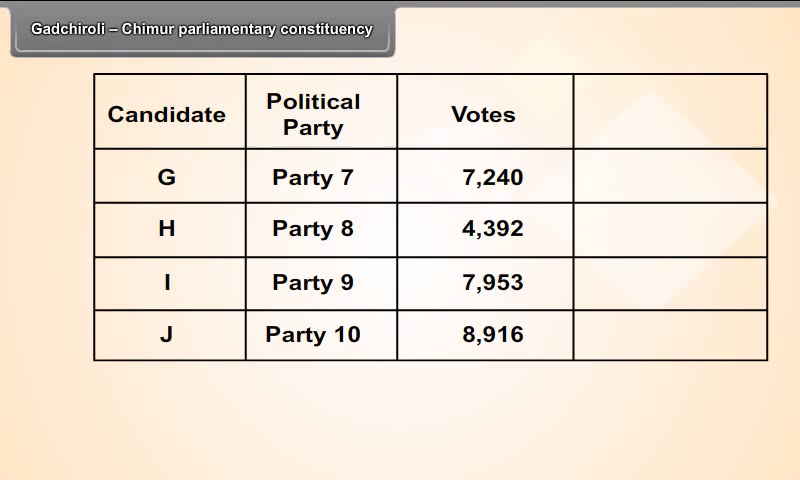 Gadchiroli – Chimur parliamentary constituency
Candidate Political Party Votes
G Party 7 7,240
H Party 8 4,392
I Party 9 7,953
J Party 10 8,916